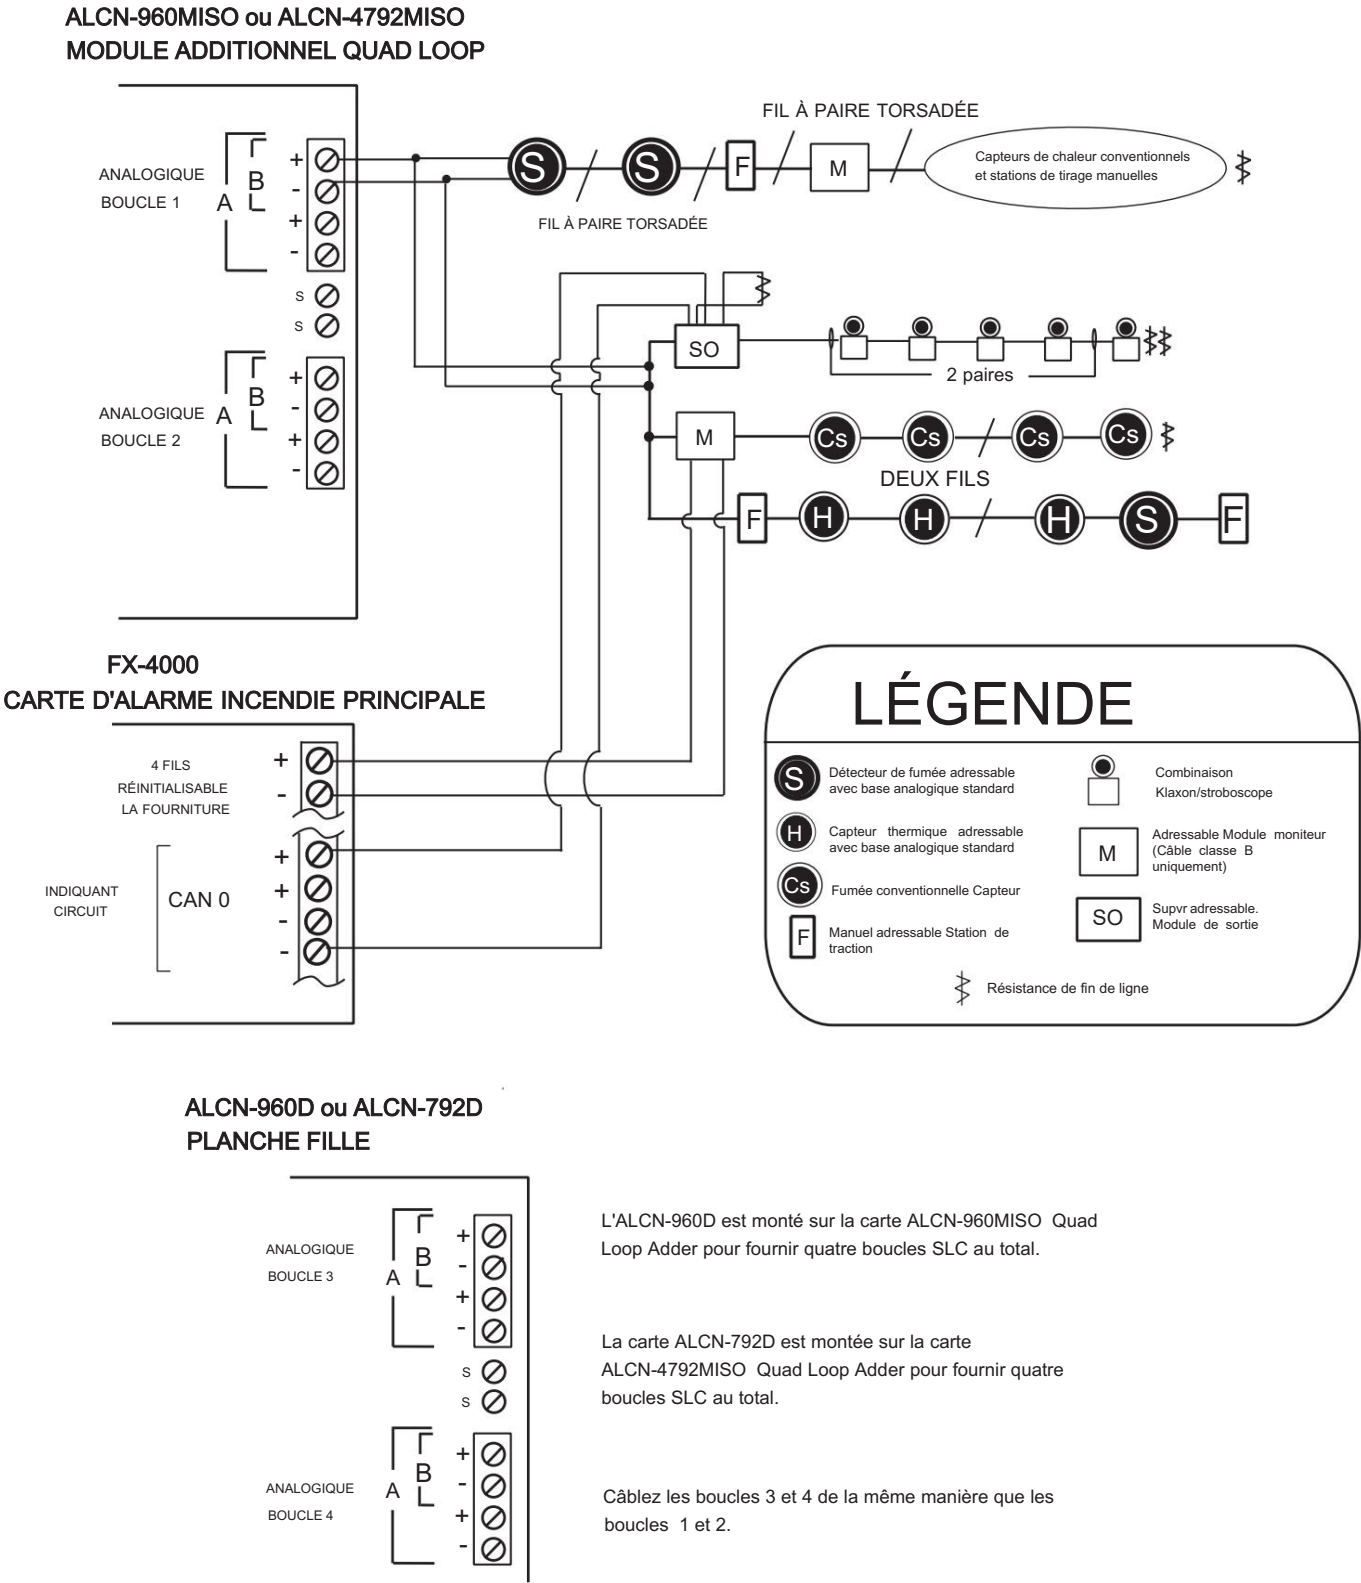 ALCN-960MISO ou ALCN-4792MISO
MODULE ADDITIONNEL QUAD LOOP
FIL À PAIRE TORSADÉE
ANALOGIQUE
BOUCLE 1
A
B
+
-
+
-
S
S
S
S
F
M
Capteurs de chaleur conventionnels
et stations de tirage manuelles
FIL À PAIRE TORSADÉE
SO
2 paires
ANALOGIQUE
BOUCLE 2
A
B
+
-
+
-
M
Cs
Cs
Cs
Cs
DEUX FILS
F
H
H
H
S
F
FX-4000
CARTE D'ALARME INCENDIE PRINCIPALE
4 FILS
RÉINITIALISABLE
LA FOURNITURE
+
-
INDIQUANT
CIRCUIT
CAN 0
+
+
-
-
LÉGENDE
S
Détecteur de fumée adressable
avec base analogique standard
H
Capteur thermique adressable
avec base analogique standard
Cs
Fumée conventionnelle Capteur
F
Manuel adressable Station de
traction
Combinaison
Klaxon/stroboscope
M
Adressable Module moniteur
(Câble classe B
uniquement)
SO
Supvr adressable.
Module de sortie
Résistance de fin de ligne
ALCN-960D ou ALCN-792D
PLANCHE FILLE
ANALOGIQUE
BOUCLE 3
A
B
+
-
+
-
S
S
ANALOGIQUE
BOUCLE 4
A
B
+
-
+
-
L'ALCN-960D est monté sur la carte ALCN-960MISO Quad
Loop Adder pour fournir quatre boucles SLC au total.
La carte ALCN-792D est montée sur la carte
ALCN-4792MISO Quad Loop Adder pour fournir quatre
boucles SLC au total.
Câblez les boucles 3 et 4 de la même manière que les
boucles 1 et 2.